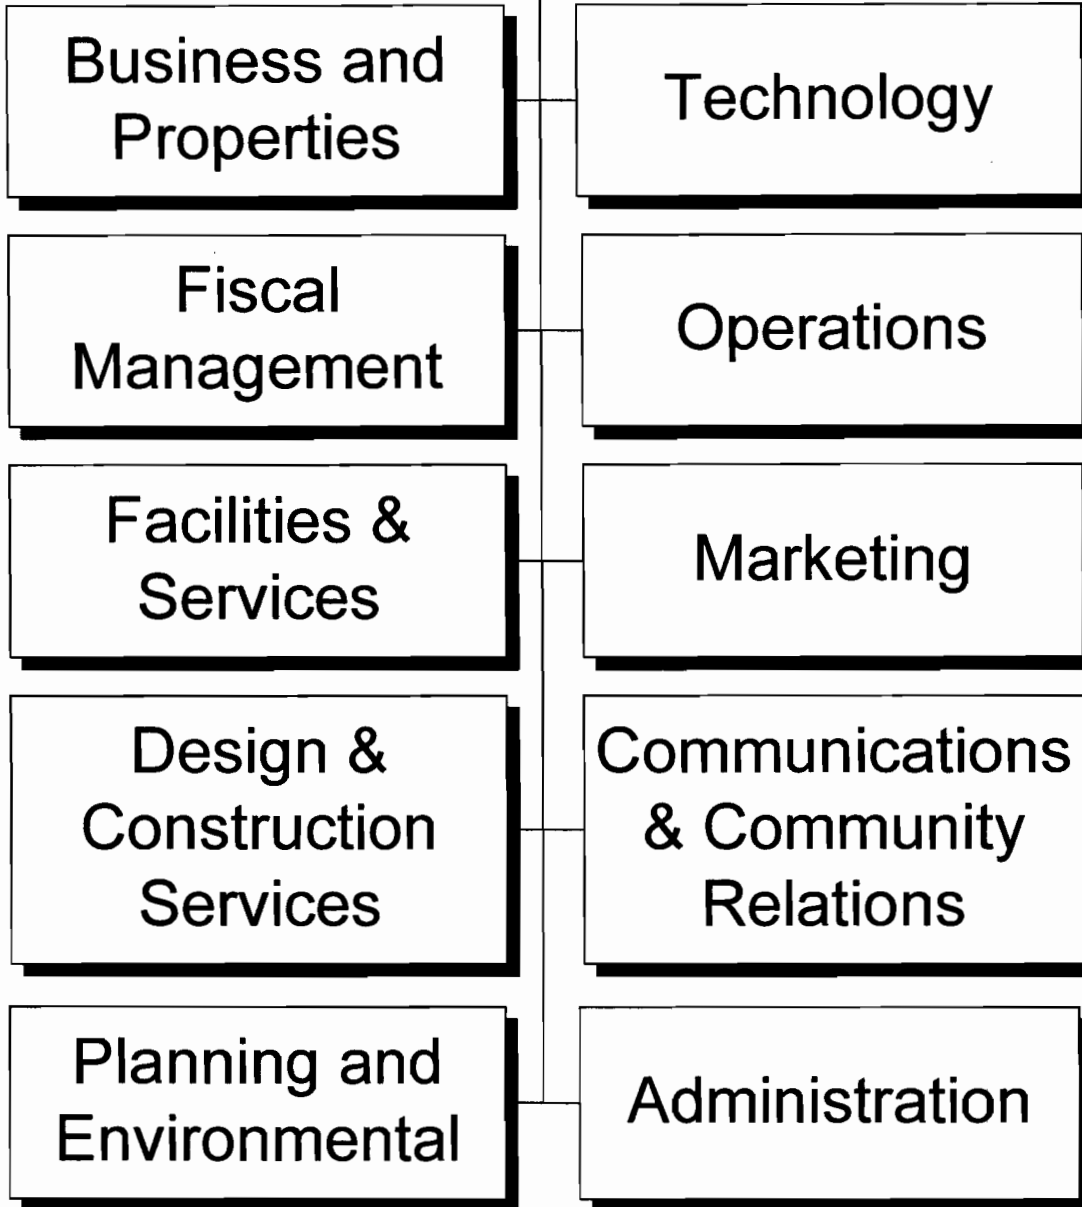 Business and
Properties
Technology
Fiscal
Management
Operations
Facilities &
Services
Marketing
Design &
Construction
Services
Communications
& Community
Relations
Planning and
Environmental
Administration